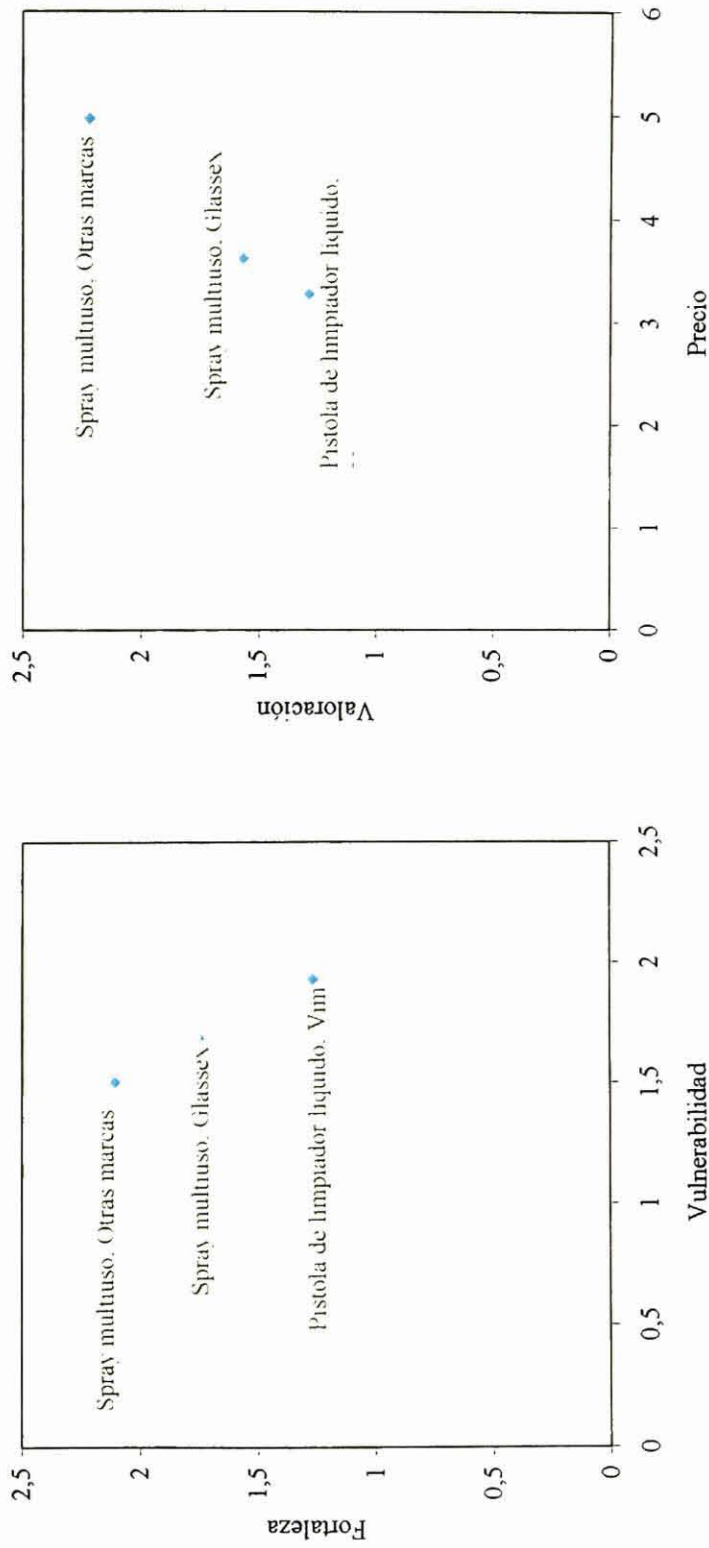 Fortaleza
2,5
2
1,5
1
0,5
0
Spray multiuso. Otras marcas
Spray multiuso. Glassex
Pistola de limpiador liquido. Vim
0
0,5
1
1,5
2
2,5
Vulnerabilidad
Valoración
2,5
2
1,5
1
0,5
0
Spray multiuso. Otras marcas
Spray multiuso. Glassex
Pistola de limpiador liquido.
0
1
2
3
4
5
6
Precio